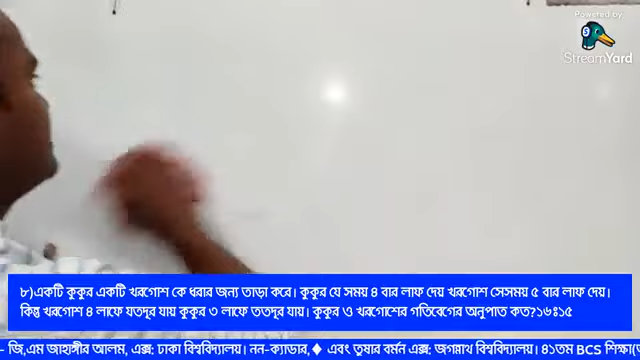 Powered by
StreamYard
৮)একটি কুকুর একটি খরগোশ কে ধরার জন্য তাড়া করে। কুকুর যে সময় ৪ বার লাফ দেয় খরগোশ সেসময় ৫ বার লাফ দেয়।
কিন্তু খরগোশ ৪ লাফে যতদূর যায় কুকুর ৩ লাফে ততদূর যায়। কুকুর ও খরগোশের গতিবেগের অনুপাত কত?১৬ঃ১৫
- জি,এম জাহাঙ্গীর আলম, এক্স: ঢাকা বিশ্ববিদ্যালয়। নন-ক্যাডার,♦ এবং তুষার বর্মন এক্স: জগন্নাথ বিশ্ববিদ্যালয়। ৪১তম BCS শিক্ষা